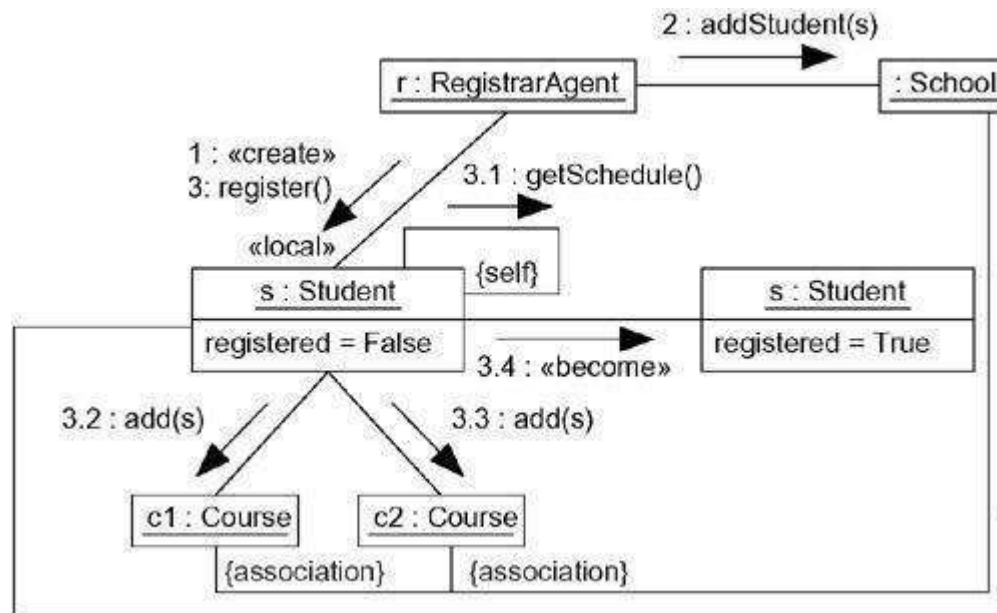 2 : addStudent(s)
r : RegistrarAgent
: School
1 : «create»
3: register()
3.1 : getSchedule()
«local»
{self}
s : Student
registered = False
s : Student
registered = True
3.4 : «become»
3.2 : add(s)
3.3 : add(s)
c1 : Course
c2 : Course
{association}
{association}